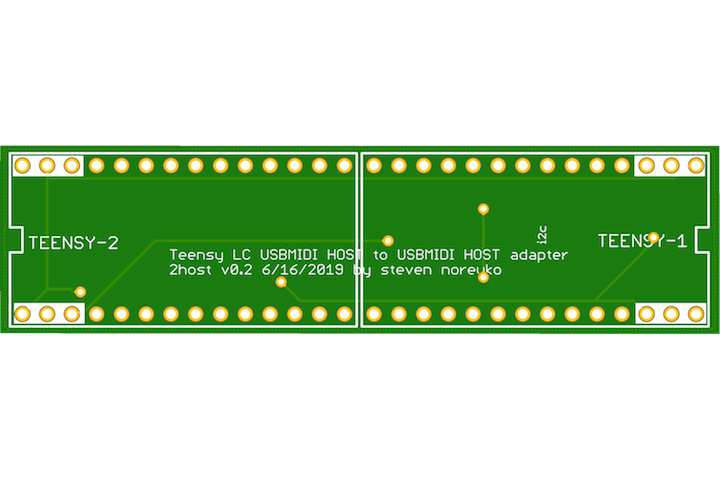 i2c
TEENSY-2
TEENSY-1
Teensy LC USBMIDI HOST to USBMIDI HOST adapter
2host v0.2 6/16/2019 by steven noreyko